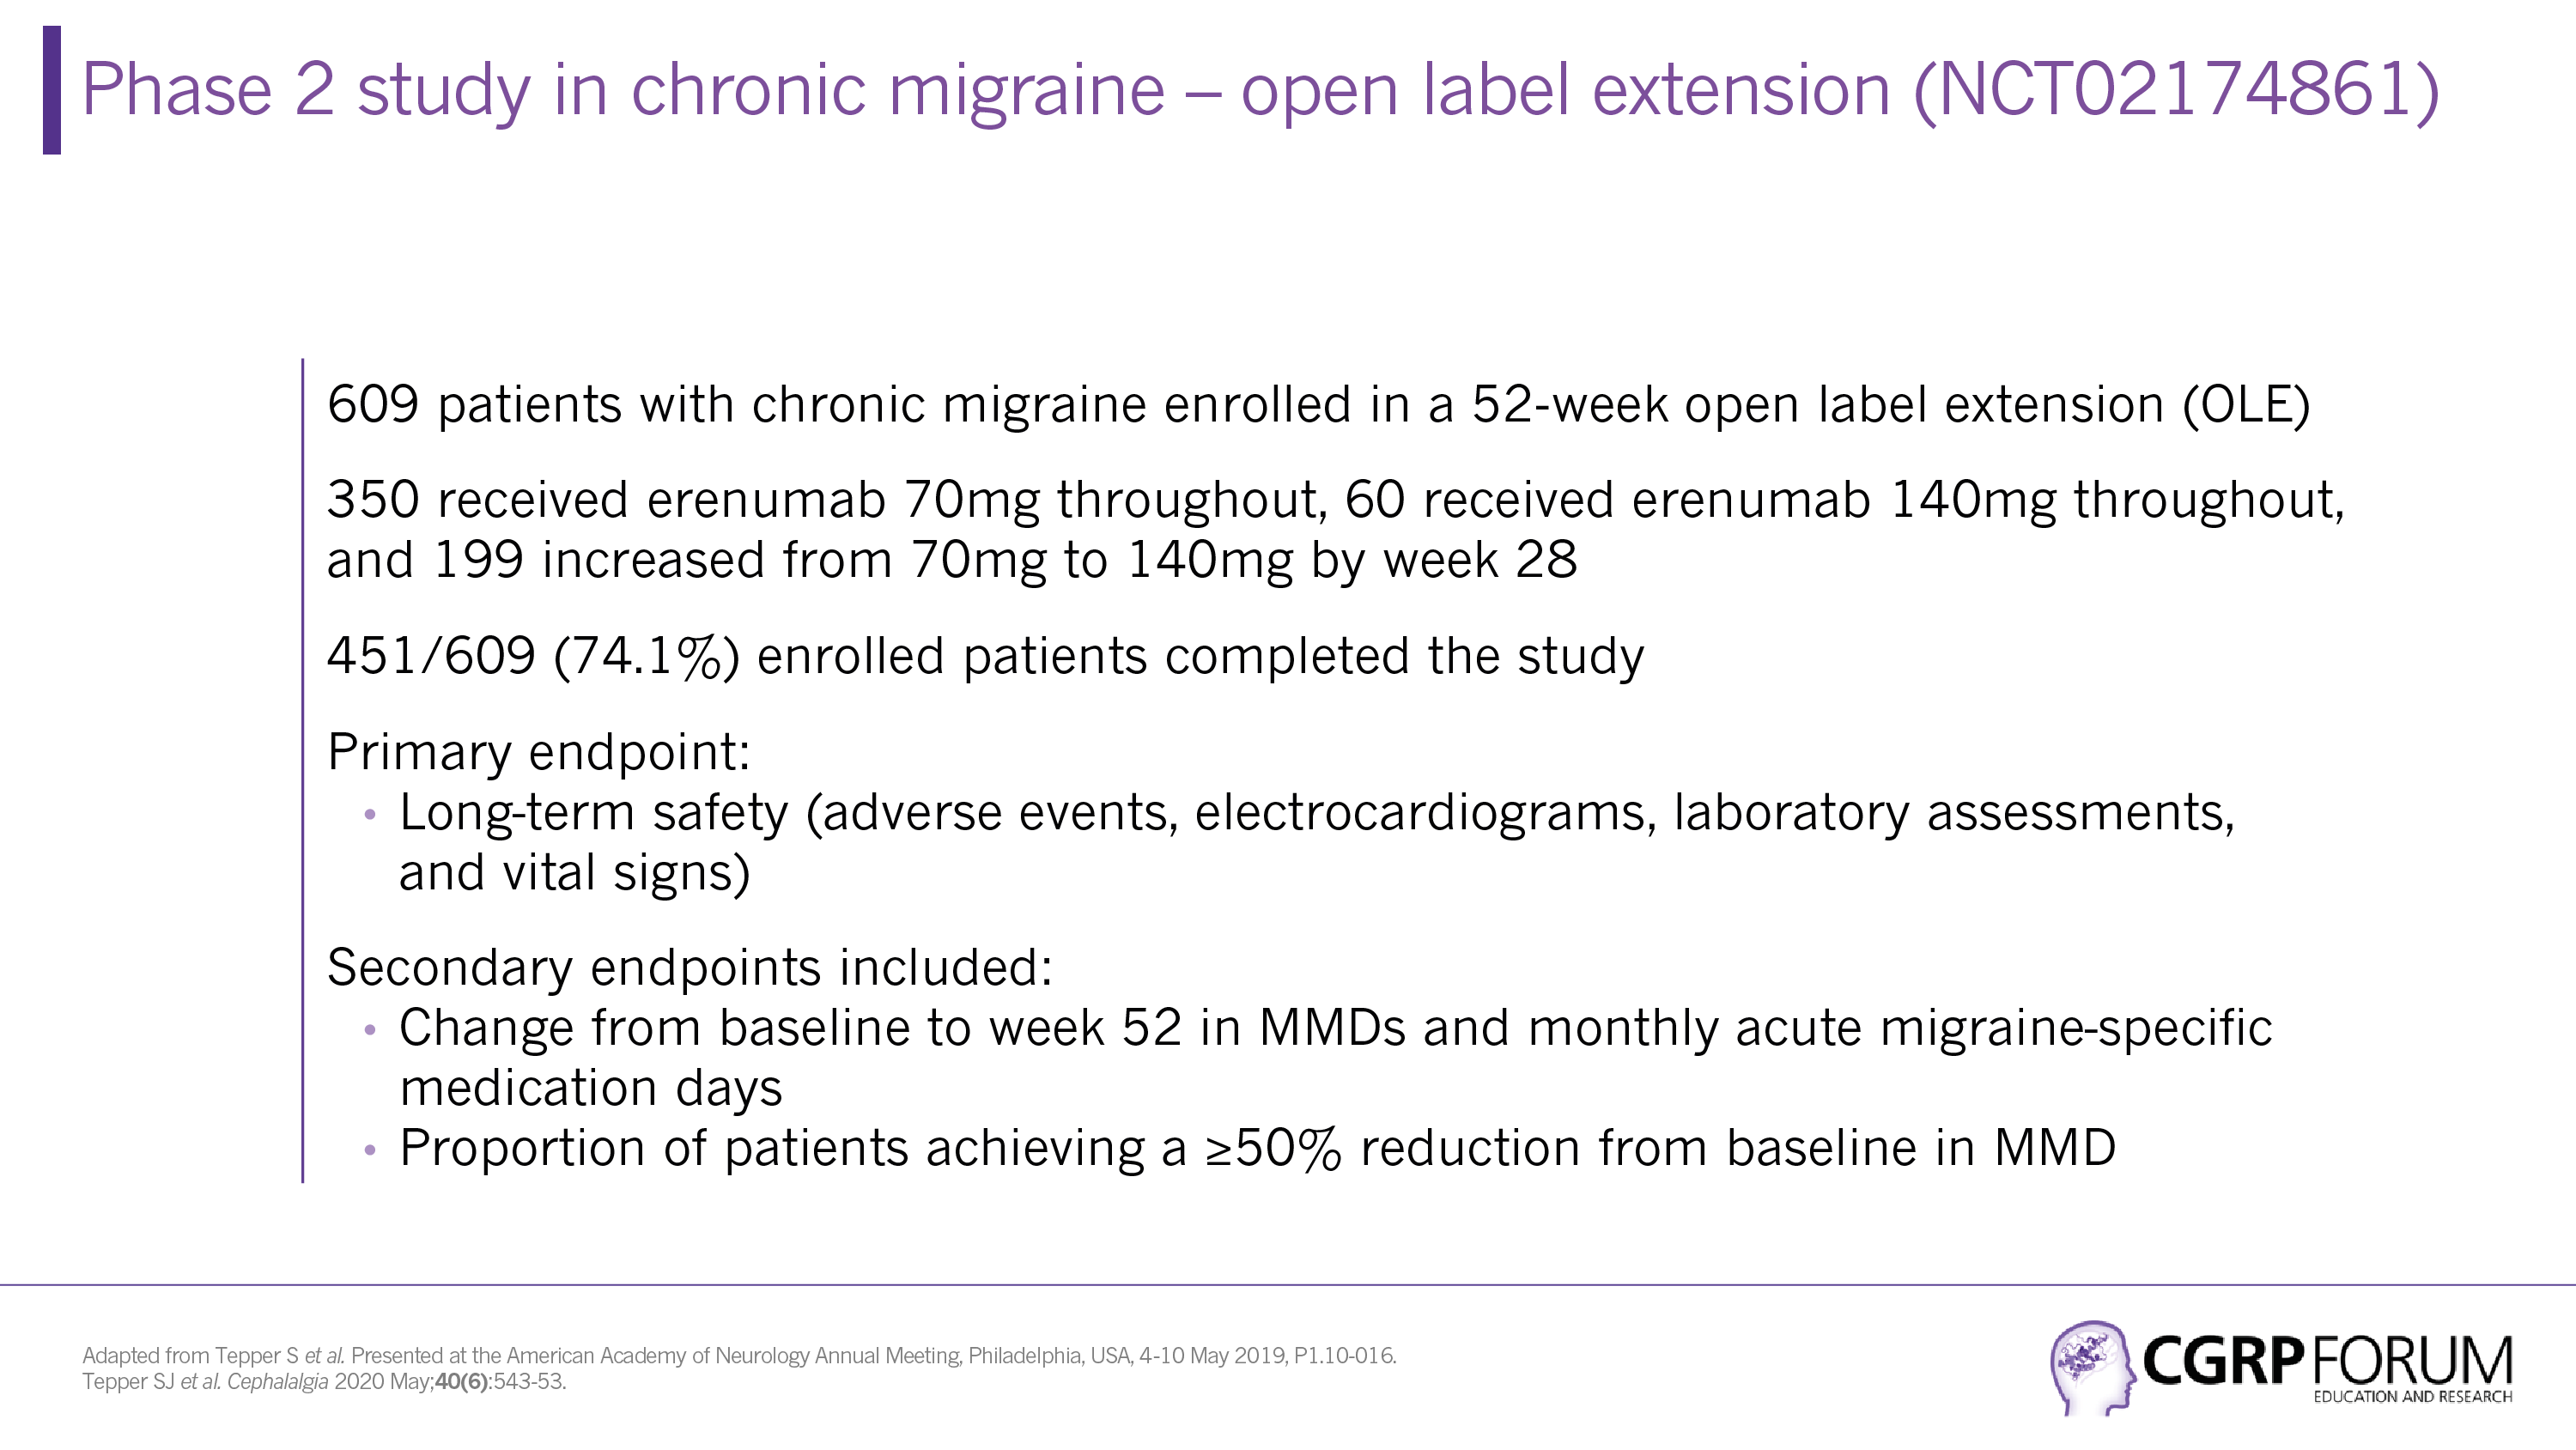 Phase 2 study in chronic migraine – open label extension (NCT02174861)
609 patients with chronic migraine enrolled in a 52-week open label extension (OLE)
350 received erenumab 70mg throughout, 60 received erenumab 140mg throughout,
and 199 increased from 70mg to 140mg by week 28
451/609 (74.1%) enrolled patients completed the study
Primary endpoint:
• Long-term safety (adverse events, electrocardiograms, laboratory assessments,
and vital signs)
Secondary endpoints included:
• Change from baseline to week 52 in MMDs and monthly acute migraine-specific
medication days
• Proportion of patients achieving a ≥50% reduction from baseline in MMD
Adapted from Tepper S et al. Presented at the American Academy of Neurology Annual Meeting, Philadelphia, USA, 4-10 May 2019, P1.10-016.
Tepper SJ et al. Cephalalgia 2020 May;40(6):543-53.
CGRP FORUM
EDUCATION AND RESEARCH